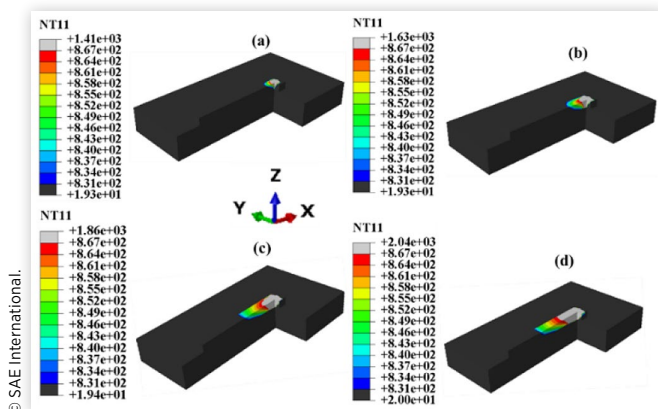 NT11
+1.41e+03
+8.67e+02
+8.64e+02
+8.61e+02
+8.58e+02
+8.55e+02
+8.52e+02
+8.49e+02
+8.46e+02
+8.43e+02
+8.40e+02
+8.37e+02
+8.34e+02
+8.31e+02
+1.93e+01
(a)
NT11
+1.63e+03
+8.67e+02
+8.64e+02
+8.61e+02
+8.58e+02
+8.55e+02
+8.52e+02
+8.49e+02
+8.46e+02
+8.43e+02
+8.40e+02
+8.37e+02
+8.34e+02
+8.31e+02
+1.93e+01
(b)
Z
Y
X
NT11
+1.86e+03
+8.67e+02
+8.64e+02
+8.61e+02
+8.58e+02
+8.55e+02
+8.52e+02
+8.49e+02
+8.46e+02
+8.43e+02
+8.40e+02
+8.37e+02
+8.34e+02
+8.31e+02
+1.94e+01
(c)
NT11
+2.04e+03
+8.67e+02
+8.64e+02
+8.61e+02
+8.58e+02
+8.55e+02
+8.52e+02
+8.49e+02
+8.46e+02
+8.43e+02
+8.40e+02
+8.37e+02
+8.34e+02
+8.31e+02
+2.00e+01
(d)
© SAE International.